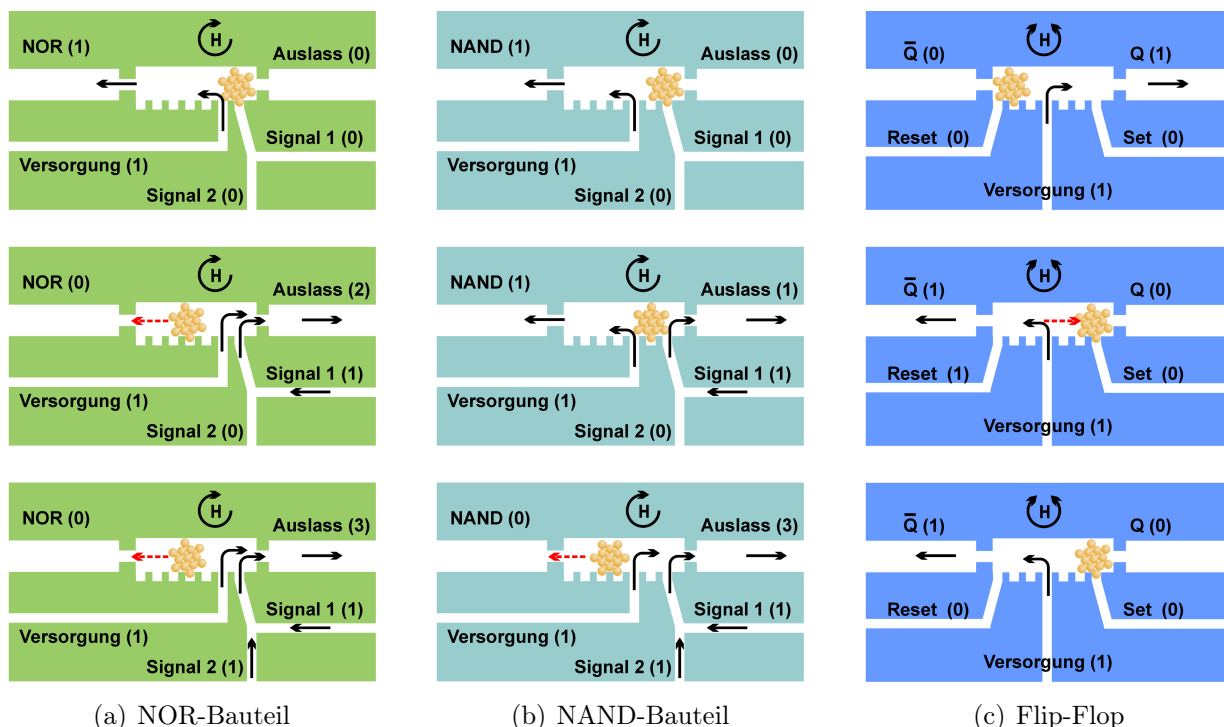 NOR (1)
H
Auslass (0)
Signal 1 (0)
Versorgung (1)
Signal 2 (0)
NAND (1)
H
Auslass (0)
Signal 1 (0)
Versorgung (1)
Signal 2 (0)
Q̅ (0)
H
Q (1)
Reset (0)
Set (0)
Versorgung (1)
NOR (0)
H
Auslass (2)
Signal 1 (1)
Versorgung (1)
Signal 2 (0)
NAND (1)
H
Auslass (1)
Signal 1 (1)
Versorgung (1)
Signal 2 (0)
Q̅ (1)
H
Q (0)
Reset (1)
Set (0)
Versorgung (1)
NOR (0)
H
Auslass (3)
Signal 1 (1)
Versorgung (1)
Signal 2 (1)
NAND (0)
H
Auslass (3)
Signal 1 (1)
Versorgung (1)
Signal 2 (1)
Q̅ (1)
H
Q (0)
Reset (0)
Set (0)
Versorgung (1)
(a) NOR-Bauteil
(b) NAND-Bauteil
(c) Flip-Flop